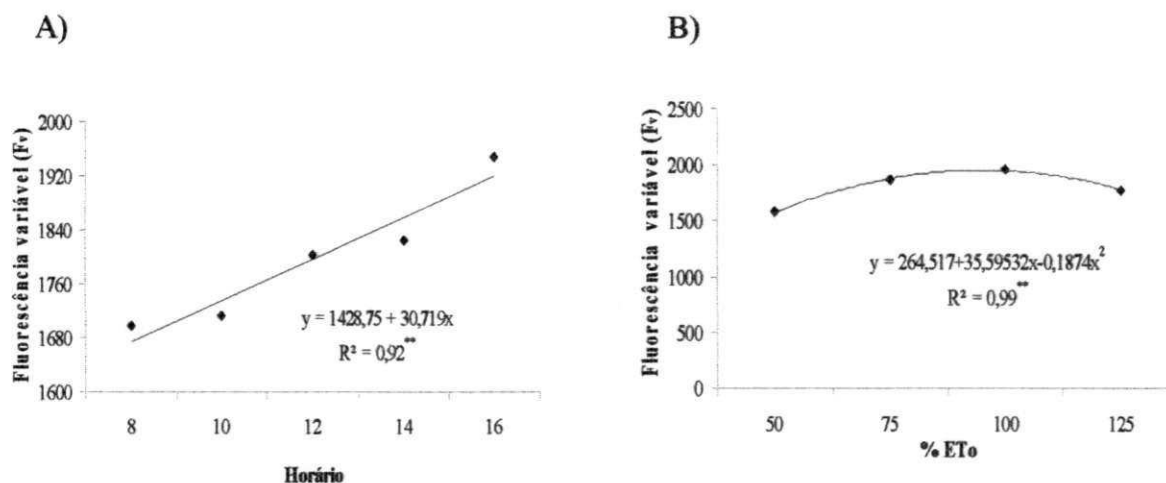 A)
Fluorescência variável (Fv)
2000
1920
1840
1760
1680
1600
y = 1428,75 + 30,719x
R² = 0,92**
8 10 12 14 16
Horário
B)
Fluorescência variável (Fv)
2500
2000
1500
1000
500
0
y = 264,517+35,59532x-0,1874x²
R² = 0,99**
50 75 100 125
% ETo